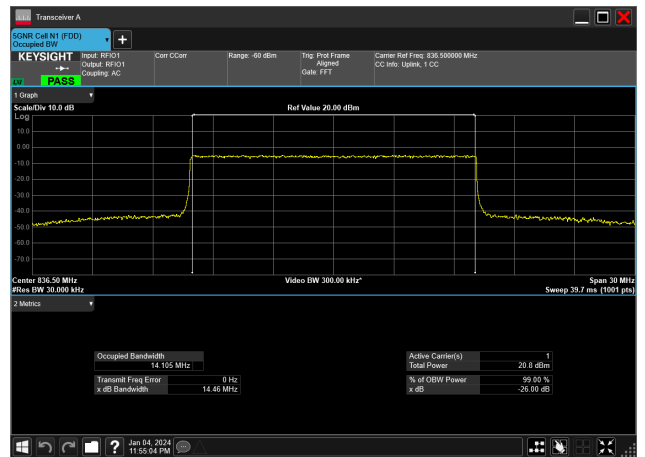 Transceiver A
5GNR Cell N1 (FDD)
Occupied BW
KEYSIGHT
PASS
Input: RFIO1
Output: RFIO1
Coupling: AC
Corr CCorr
Range: -60 dBm
Trig: Prot Frame
Aligned
Gate: FFT
Carrier Ref Freq: 836.500000 MHz
CC Info: Uplink, 1 CC
1 Graph
Scale/Div 10.0 dB
Ref Value 20.00 dBm
Log
10.0
0.00
-10.0
-20.0
-30.0
-40.0
-50.0
-60.0
-70.0
Center 836.50 MHz
Video BW 300.00 kHz*
Span 30 MHz
#Res BW 30.000 kHz
Sweep 39.7 ms (1001 pts)
2 Metrics
Occupied Bandwidth
14.105 MHz
Active Carrier(s) 1
Total Power 20.8 dBm
Transmit Freq Error 0 Hz
x dB Bandwidth 14.46 MHz
% of OBW Power 99.00 %
x dB -26.00 dB
Jan 04, 2024
11:55:04 PM